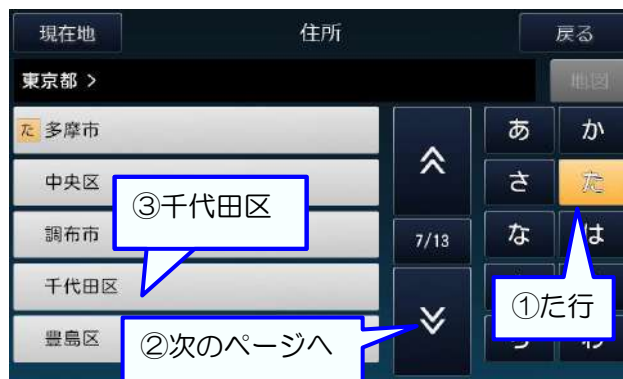 現在地
住所
戻る
東京都 >
地図
た 多摩市
中央区
調布市
千代田区
豊島区
7/13
あ
か
さ
た
な
は
①た行
②次のページへ
③千代田区